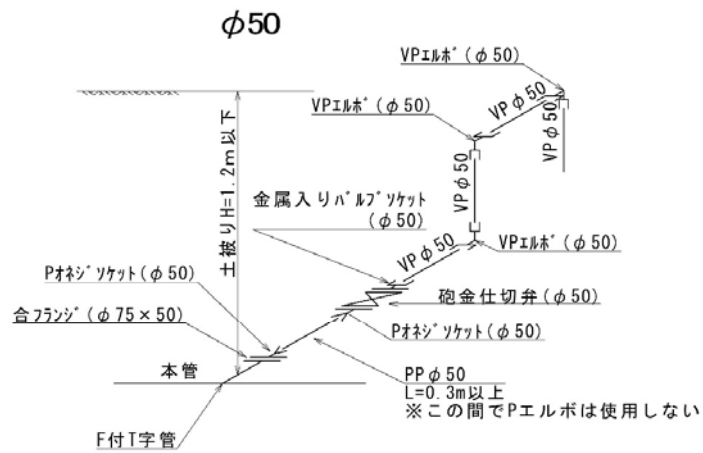 φ50
VPエルボ(φ50)
VPφ50
VPエルボ(φ50)
VPφ50
土被りH=1.2m以下
金属入りバルブソケット
(φ50)
VPφ50
VPφ50
VPエルボ(φ50)
Pオネジソケット(φ50)
砲金仕切弁(φ50)
合フランジ(φ75×50)
Pオネジソケット(φ50)
本管
PPφ50
L=0.3m以上
※この間でPエルボは使用しない
F付T字管